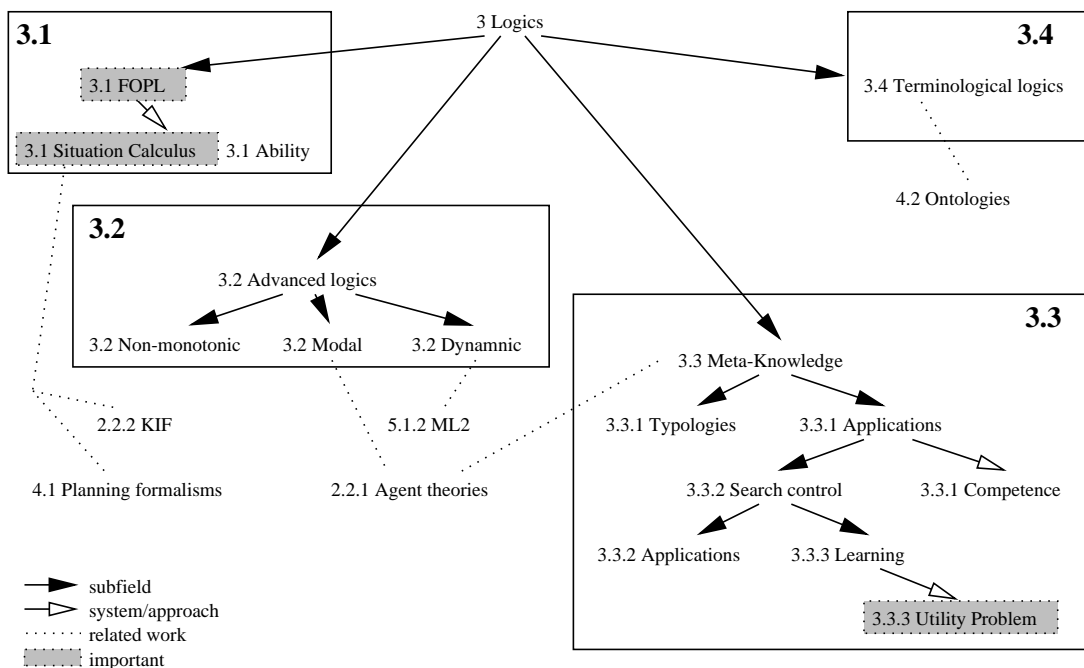 3 Logics
3.1
3.1 FOPL
3.1 Situation Calculus
3.1 Ability
3.4
3.4 Terminological logics
4.2 Ontologies
3.2
3.2 Advanced logics
3.2 Non-monotonic
3.2 Modal
3.2 Dynamnic
3.3
3.3 Meta-Knowledge
3.3.1 Typologies
3.3.1 Applications
3.3.2 Search control
3.3.1 Competence
3.3.2 Applications
3.3.3 Learning
3.3.3 Utility Problem
2.2.2 KIF
5.1.2 ML2
4.1 Planning formalisms
2.2.1 Agent theories
subfield
system/approach
related work
important